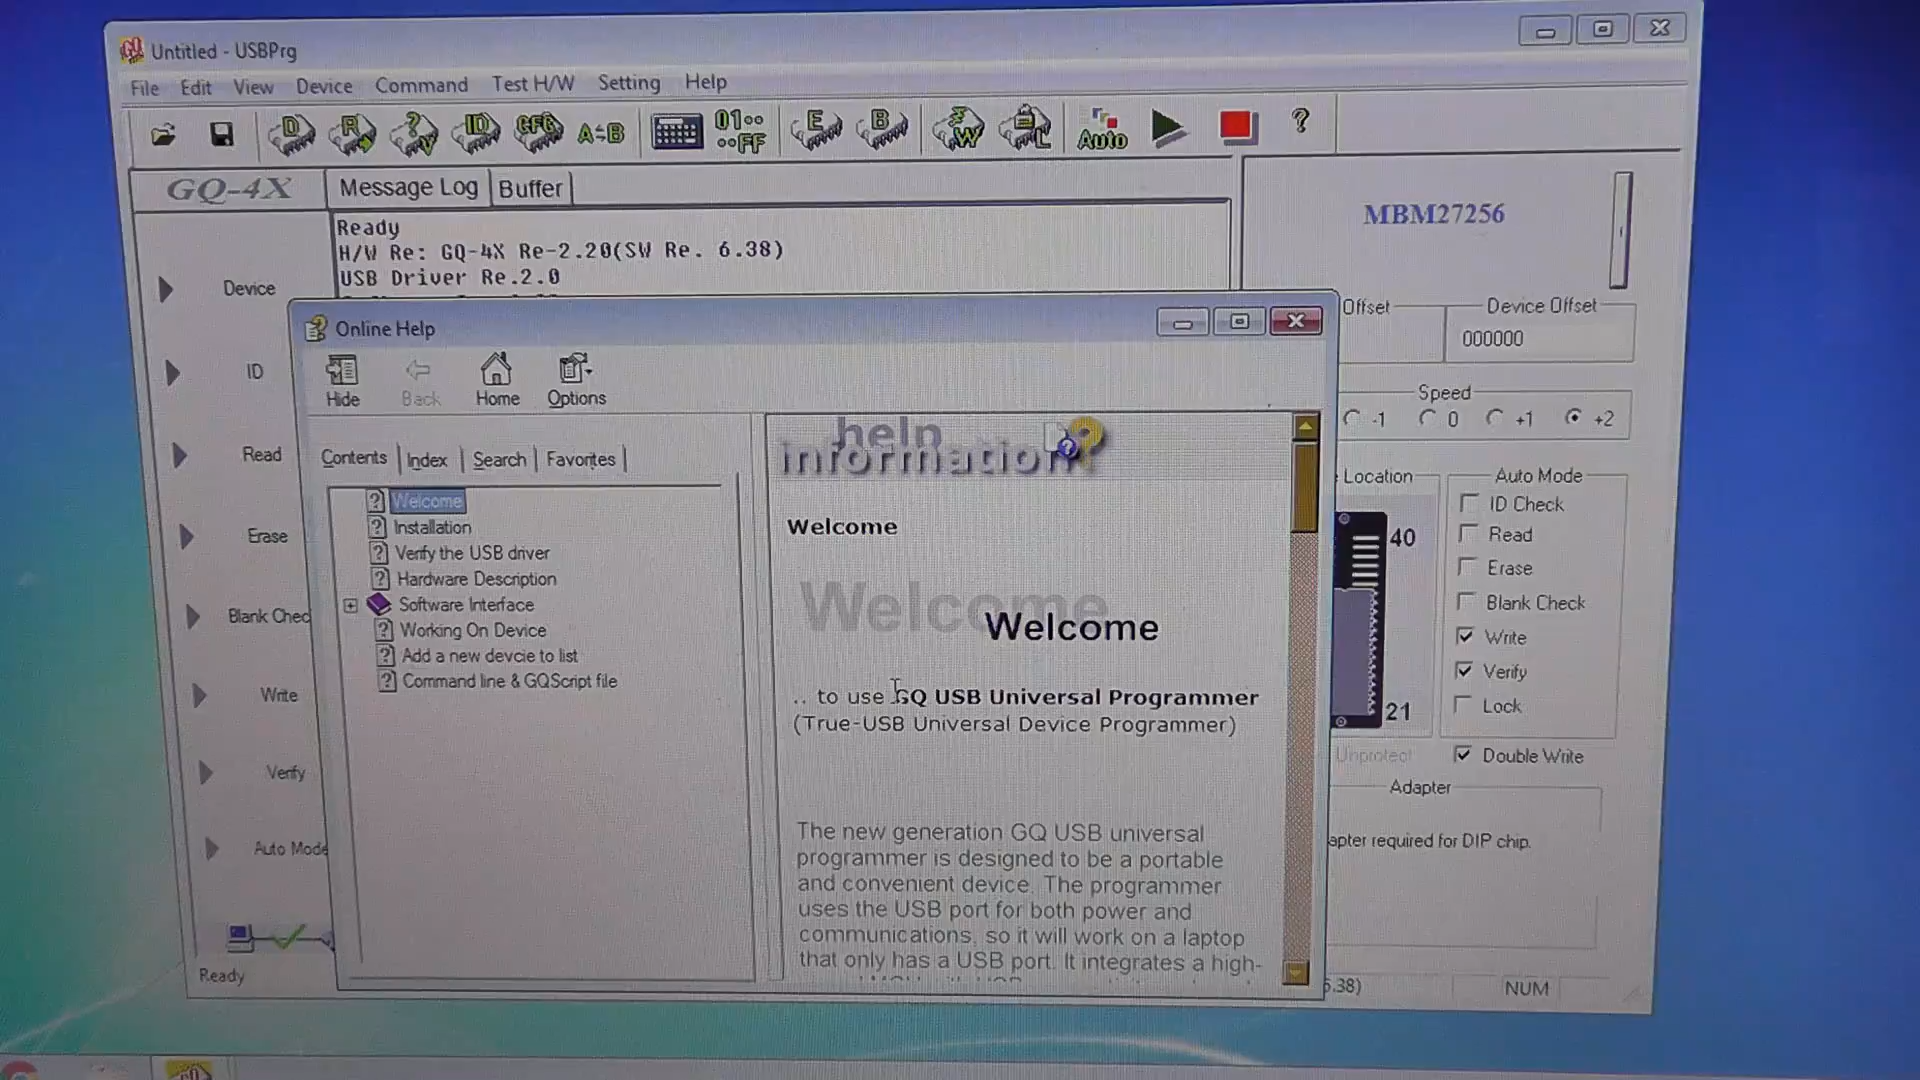 Untitled - USBPrg
File Edit View Device Command Test H/W Setting Help
D R ? V ID CFG A=B 01•• ••FF E B W L Auto ?
GQ-4X
Message Log Buffer
Ready
H/W Re: GQ-4X Re-2.20(SW Re. 6.38)
USB Driver Re.2.0
MBM27256
Offset
Device Offset
000000
Speed
-1 0 +1 +2
Location
40
21
Auto Mode
ID Check
Read
Erase
Blank Check
Write
Verify
Lock
Unprotect
Double Write
Adapter
apter required for DIP chip.
Device
ID
Read
Erase
Blank Chec
Write
Verify
Auto Mode
Ready
6.38)
NUM
Online Help
Hide Back Home Options
Contents Index Search Favorites
Welcome
Installation
Verify the USB driver
Hardware Description
Software Interface
Working On Device
Add a new devcie to list
Command line & GQScript file
help
information?
Welcome
Welcome
Welcome
.. to use GQ USB Universal Programmer
(True-USB Universal Device Programmer)
The new generation GQ USB universal
programmer is designed to be a portable
and convenient device. The programmer
uses the USB port for both power and
communications, so it will work on a laptop
that only has a USB port. It integrates a high-